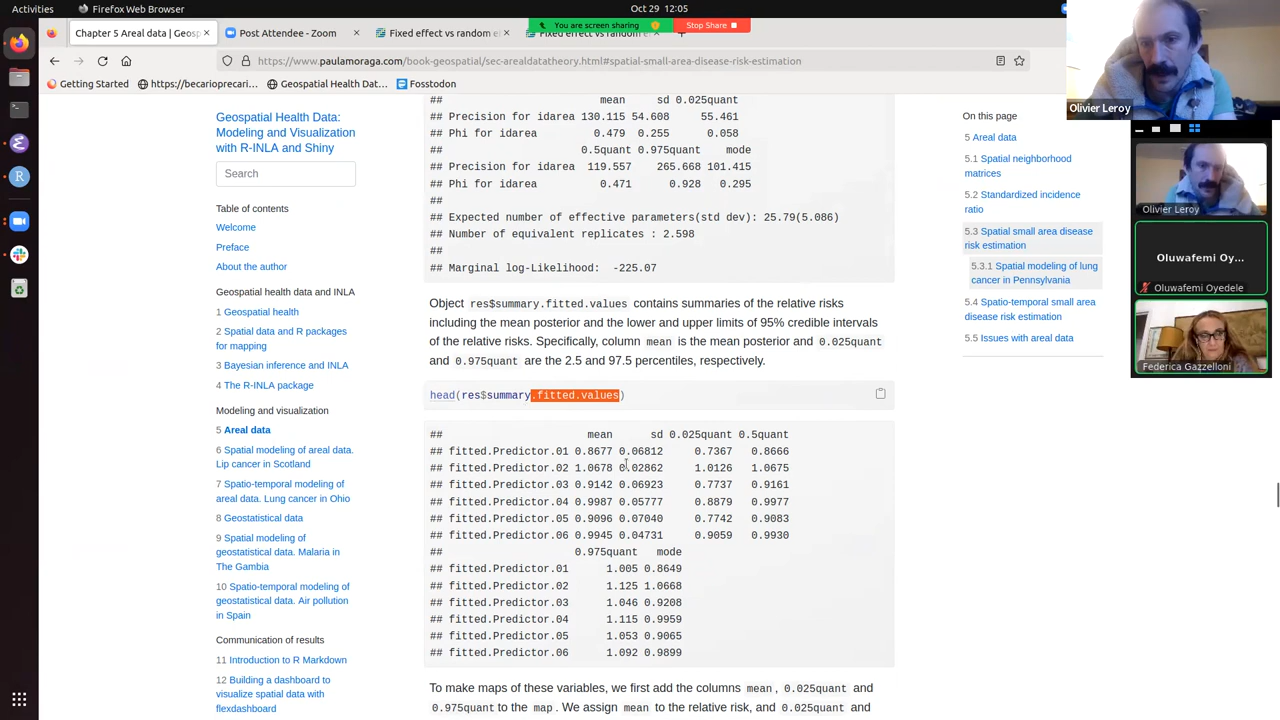 Activities
Firefox Web Browser
Oct 29 12:05
You are screen sharing
Stop Share
Chapter 5 Areal data | Geosp
Post Attendee - Zoom
Fixed effect vs random e
Fixed effect vs random e
https://www.paulamoraga.com/book-geospatial/sec-arealdatatheory.html#spatial-small-area-disease-risk-estimation
Getting Started
https://becarioprecari...
Geospatial Health Dat...
Fosstodon
Geospatial Health Data:
Modeling and Visualization
with R-INLA and Shiny
Search
Table of contents
Welcome
Preface
About the author
Geospatial health data and INLA
1 Geospatial health
2 Spatial data and R packages
for mapping
3 Bayesian inference and INLA
4 The R-INLA package
Modeling and visualization
5 Areal data
6 Spatial modeling of areal data.
Lip cancer in Scotland
7 Spatio-temporal modeling of
areal data. Lung cancer in Ohio
8 Geostatistical data
9 Spatial modeling of
geostatistical data. Malaria in
The Gambia
10 Spatio-temporal modeling of
geostatistical data. Air pollution
in Spain
Communication of results
11 Introduction to R Markdown
12 Building a dashboard to
visualize spatial data with
flexdashboard
## mean sd 0.025quant
## Precision for idarea 130.115 54.608 55.461
## Phi for idarea 0.479 0.255 0.058
## 0.5quant 0.975quant mode
## Precision for idarea 119.557 265.668 101.415
## Phi for idarea 0.471 0.928 0.295
##
## Expected number of effective parameters(std dev): 25.79(5.086)
## Number of equivalent replicates : 2.598
##
## Marginal log-Likelihood: -225.07
Object res$summary.fitted.values contains summaries of the relative risks
including the mean posterior and the lower and upper limits of 95% credible intervals
of the relative risks. Specifically, column mean is the mean posterior and 0.025quant
and 0.975quant are the 2.5 and 97.5 percentiles, respectively.
head(res$summary.fitted.values)
## mean sd 0.025quant 0.5quant
## fitted.Predictor.01 0.8677 0.06812 0.7367 0.8666
## fitted.Predictor.02 1.0678 0.02862 1.0126 1.0675
## fitted.Predictor.03 0.9142 0.06923 0.7737 0.9161
## fitted.Predictor.04 0.9987 0.05777 0.8879 0.9977
## fitted.Predictor.05 0.9096 0.07040 0.7742 0.9083
## fitted.Predictor.06 0.9945 0.04731 0.9059 0.9930
## 0.975quant mode
## fitted.Predictor.01 1.005 0.8649
## fitted.Predictor.02 1.125 1.0668
## fitted.Predictor.03 1.046 0.9208
## fitted.Predictor.04 1.115 0.9959
## fitted.Predictor.05 1.053 0.9065
## fitted.Predictor.06 1.092 0.9899
To make maps of these variables, we first add the columns mean, 0.025quant and
0.975quant to the map. We assign mean to the relative risk, and 0.025quant and
On this page
5 Areal data
5.1 Spatial neighborhood
matrices
5.2 Standardized incidence
ratio
5.3 Spatial small area disease
risk estimation
5.3.1 Spatial modeling of lung
cancer in Pennsylvania
5.4 Spatio-temporal small area
disease risk estimation
5.5 Issues with areal data
Olivier Leroy
Olivier Leroy
Oluwafemi Oy...
Oluwafemi Oyedele
Federica Gazzelloni